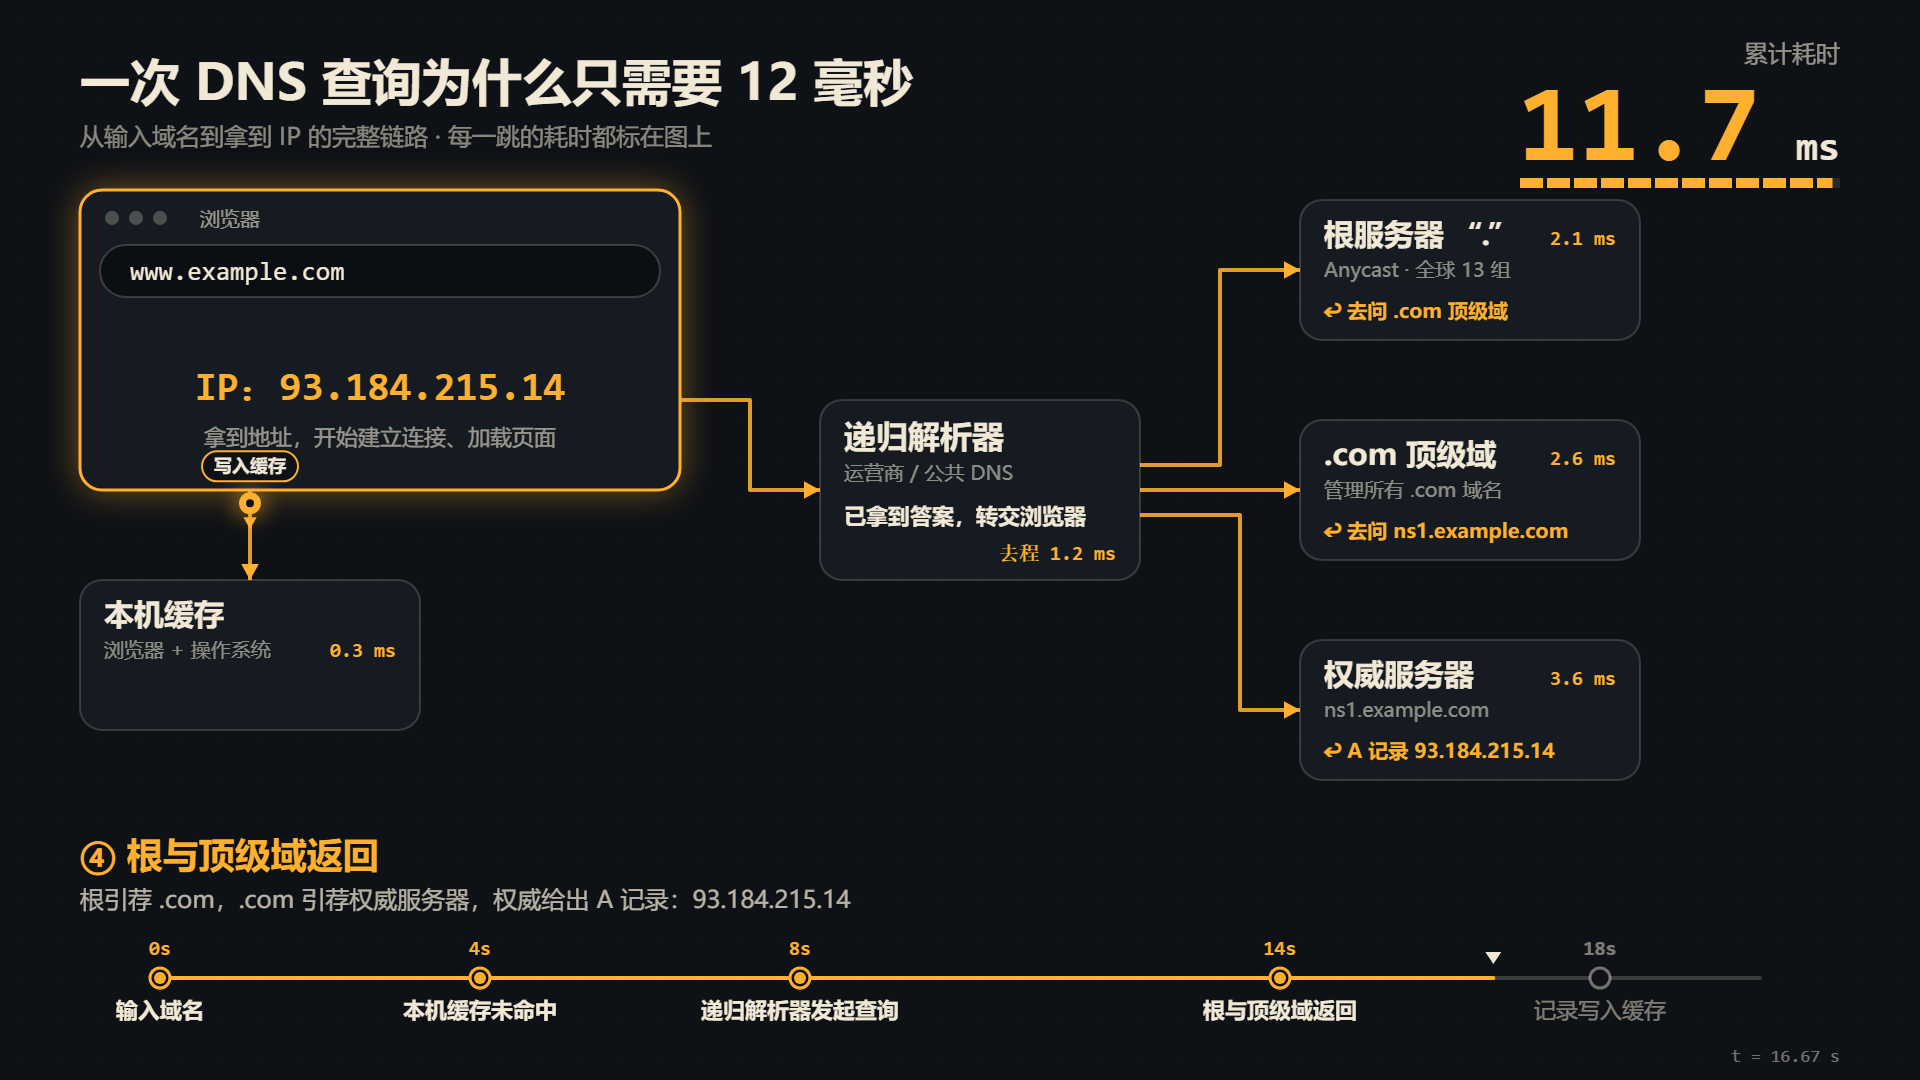 一次 DNS 查询为什么只需要 12 毫秒
从输入域名到拿到 IP 的完整链路 · 每一跳的耗时都标在图上
累计耗时
11.7 ms
浏览器
www.example.com
IP: 93.184.215.14
拿到地址，开始建立连接、加载页面
写入缓存
本机缓存
浏览器 + 操作系统 0.3 ms
递归解析器
运营商 / 公共 DNS
已拿到答案，转交浏览器
去程 1.2 ms
根服务器 “.” 2.1 ms
Anycast · 全球 13 组
↩ 去问 .com 顶级域
.com 顶级域 2.6 ms
管理所有 .com 域名
↩ 去问 ns1.example.com
权威服务器 3.6 ms
ns1.example.com
↩ A 记录 93.184.215.14
④ 根与顶级域返回
根引荐 .com，.com 引荐权威服务器，权威给出 A 记录：93.184.215.14
0s 4s 8s 14s 18s
输入域名 本机缓存未命中 递归解析器发起查询 根与顶级域返回 记录写入缓存
t = 16.67 s